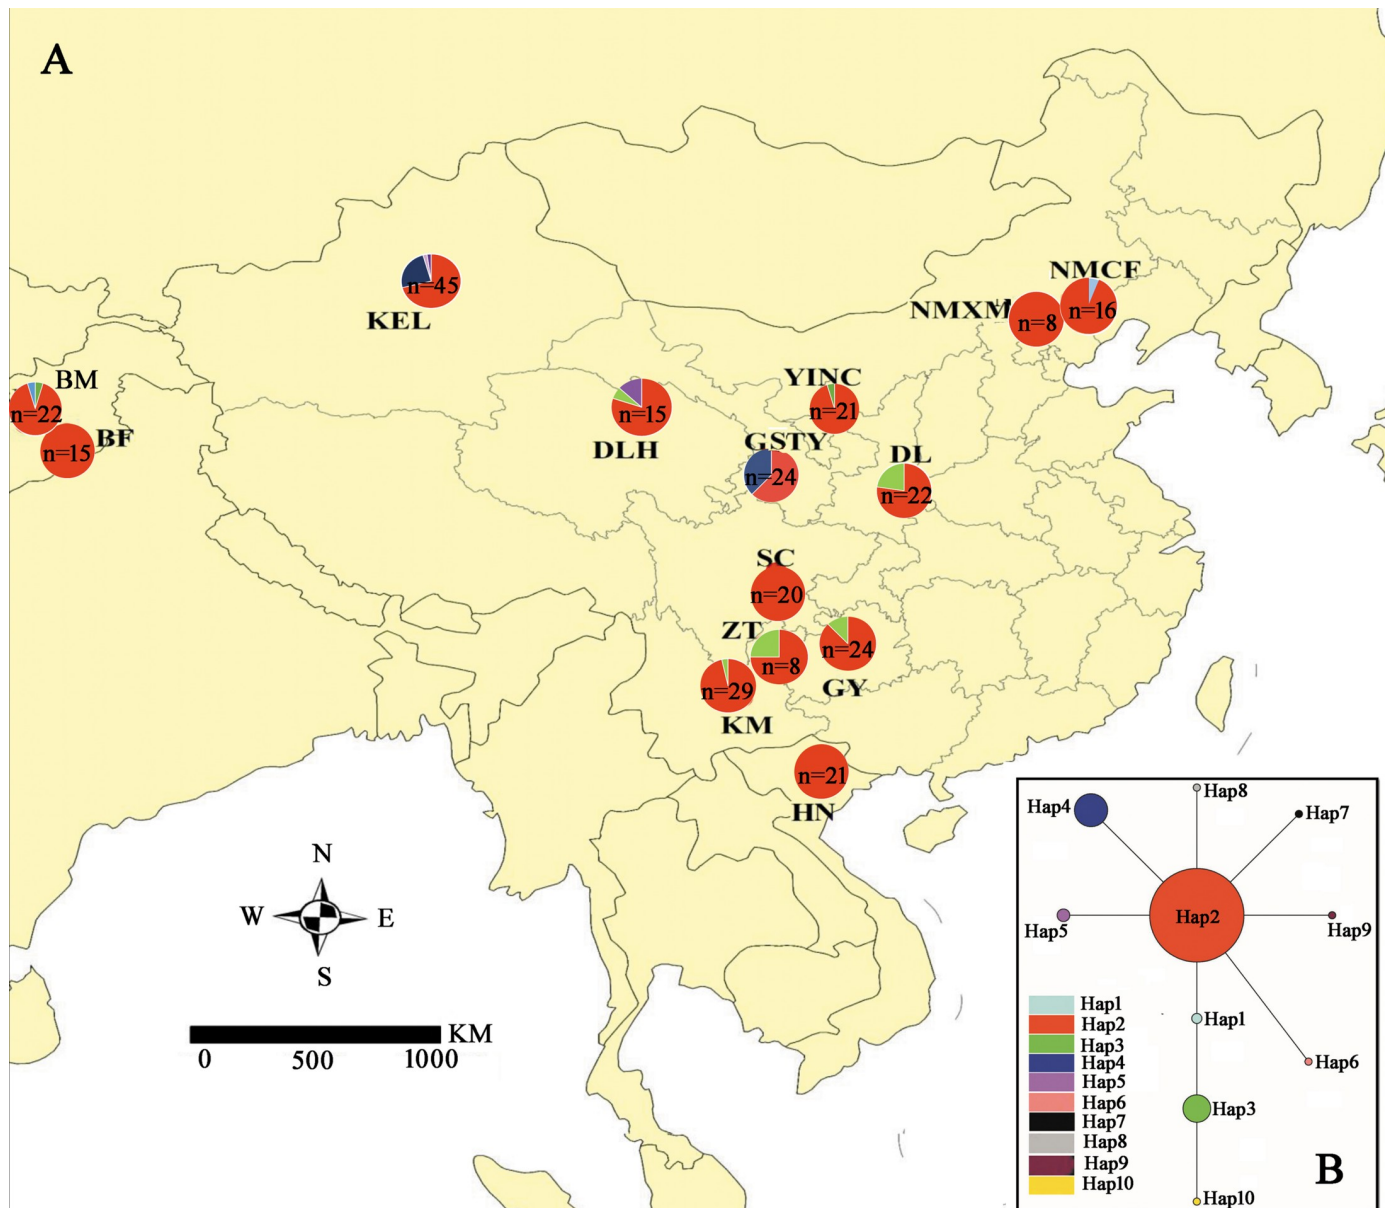 A
NMCF
n=16
NMXM
n=8
n=45
KEL
BM
n=22
BF
n=15
YINC
n=21
n=15
DLH
GSTY
n=24
DL
n=22
SC
n=20
ZT
n=8
n=24
GY
n=29
KM
n=21
HN
N
W
E
S
KM
0 500 1000
Hap8
Hap4
Hap7
Hap2
Hap5
Hap9
Hap1
Hap6
Hap3
Hap10
Hap1
Hap2
Hap3
Hap4
Hap5
Hap6
Hap7
Hap8
Hap9
Hap10
B